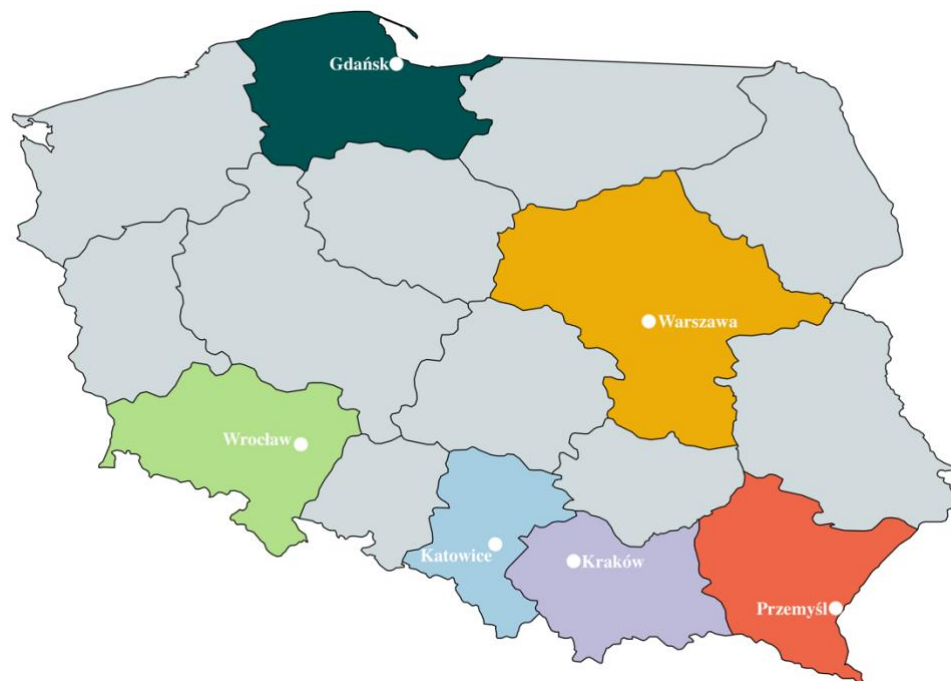 Gdańsk
Warszawa
Wrocław
Katowice
Kraków
Przemyśl